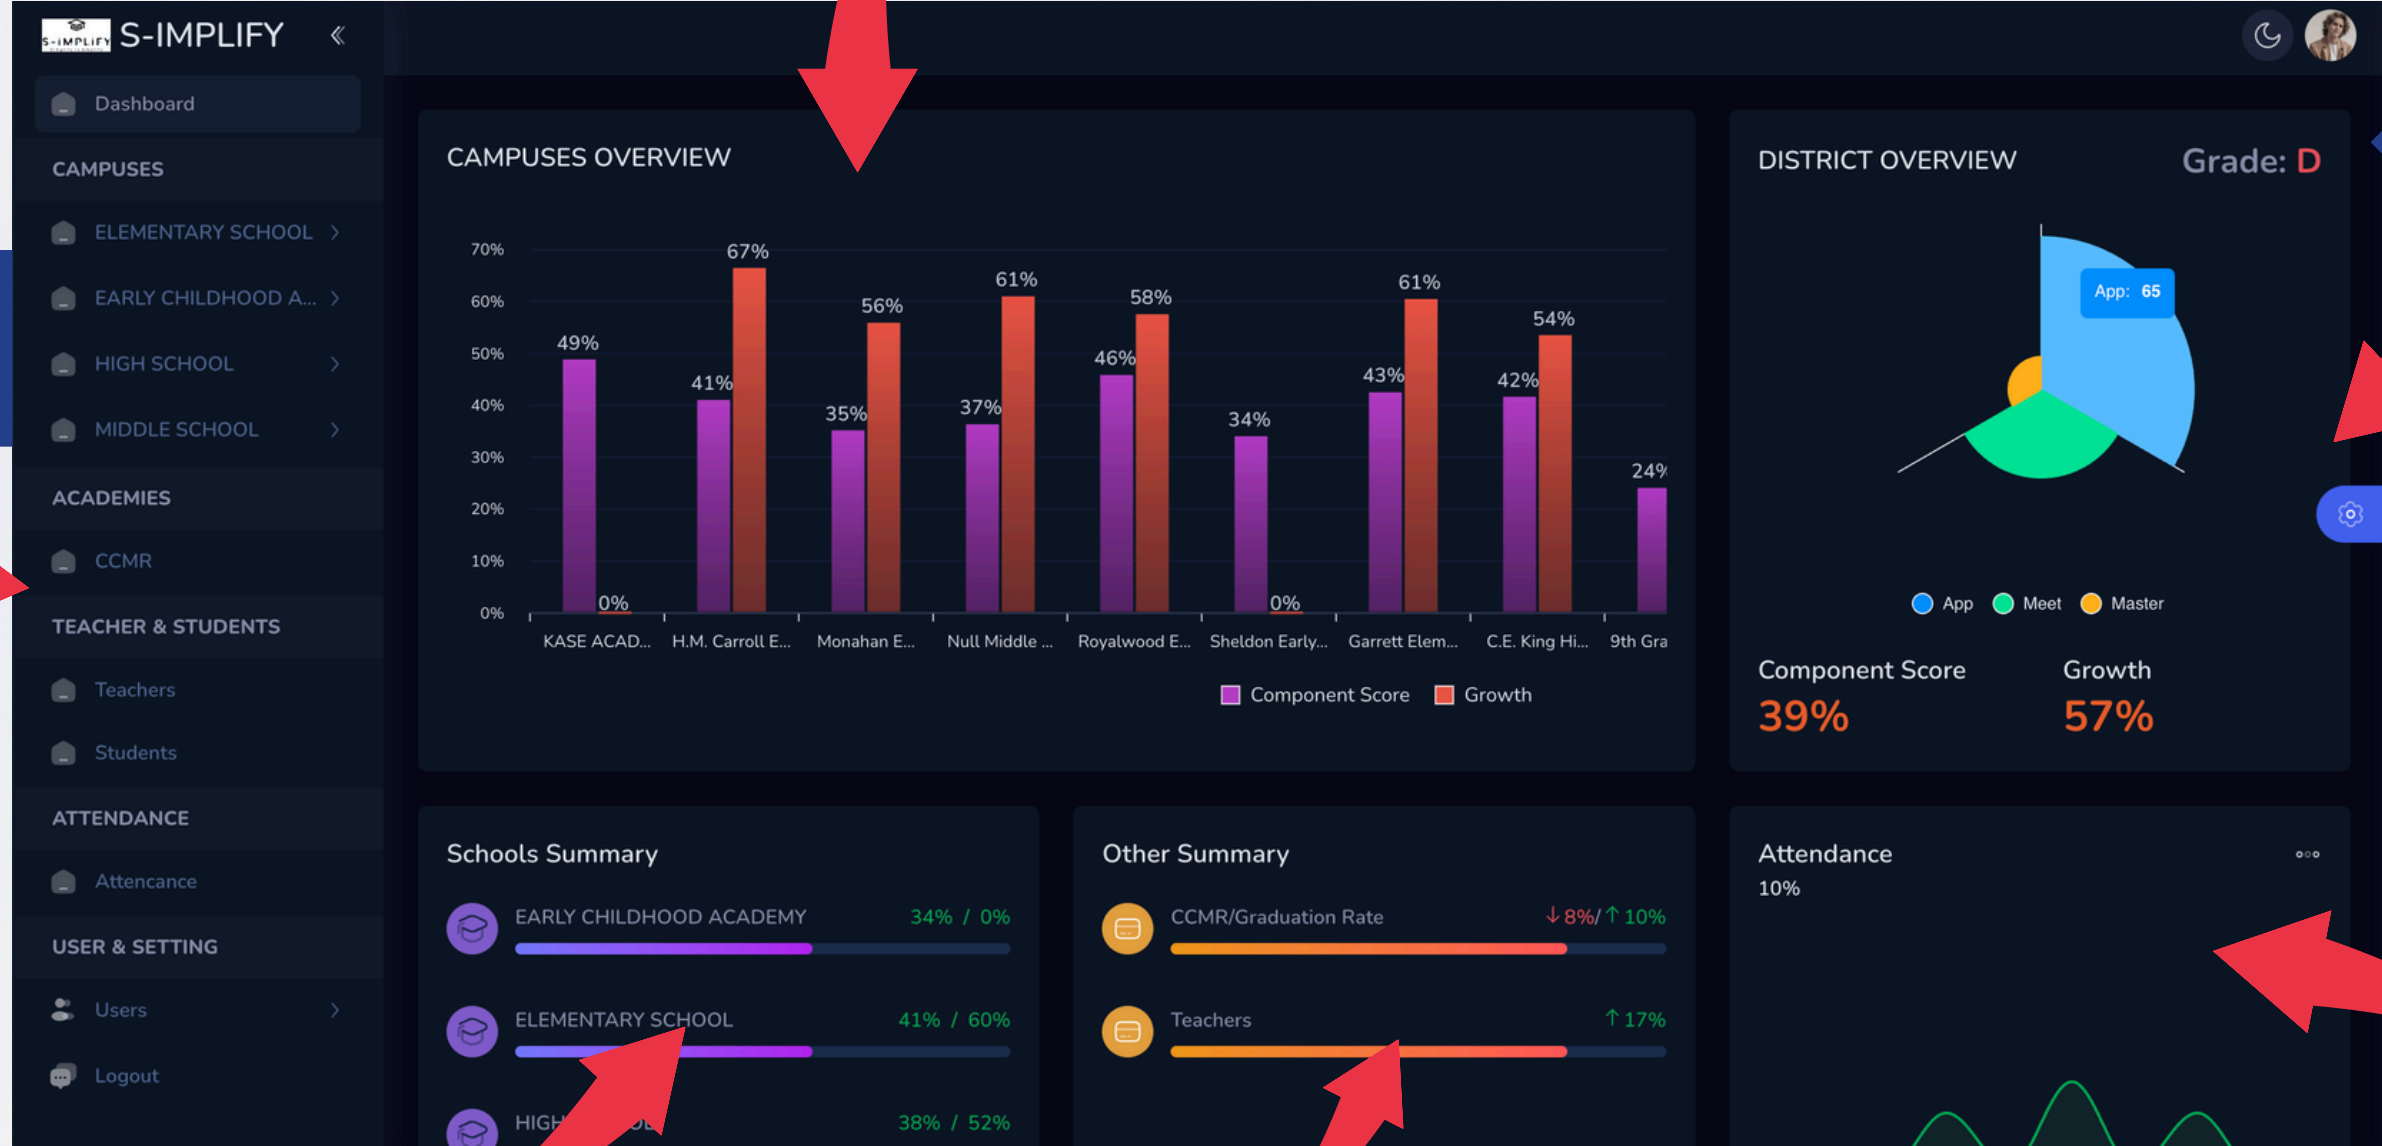 S-IMPLIFY S-IMPLIFY
Dashboard
CAMPUSES
ELEMENTARY SCHOOL
EARLY CHILDHOOD A...
HIGH SCHOOL
MIDDLE SCHOOL
ACADEMIES
CCMR
TEACHER & STUDENTS
Teachers
Students
ATTENDANCE
Attencance
USER & SETTING
Users
Logout
CAMPUSES OVERVIEW
70%
60%
50%
40%
30%
20%
10%
0%
49% 0%
41% 67%
35% 56%
37% 61%
46% 58%
34% 0%
43% 61%
42% 54%
24%
KASE ACAD... H.M. Carroll E... Monahan E... Null Middle ... Royalwood E... Sheldon Early... Garrett Elem... C.E. King Hi... 9th Gra
Component Score Growth
DISTRICT OVERVIEW Grade: D
App: 65
App Meet Master
Component Score Growth
39% 57%
Schools Summary
EARLY CHILDHOOD ACADEMY 34% / 0%
ELEMENTARY SCHOOL 41% / 60%
38% / 52%
Other Summary
CCMR/Graduation Rate ↓8%/↑10%
Teachers ↑17%
Attendance
10%